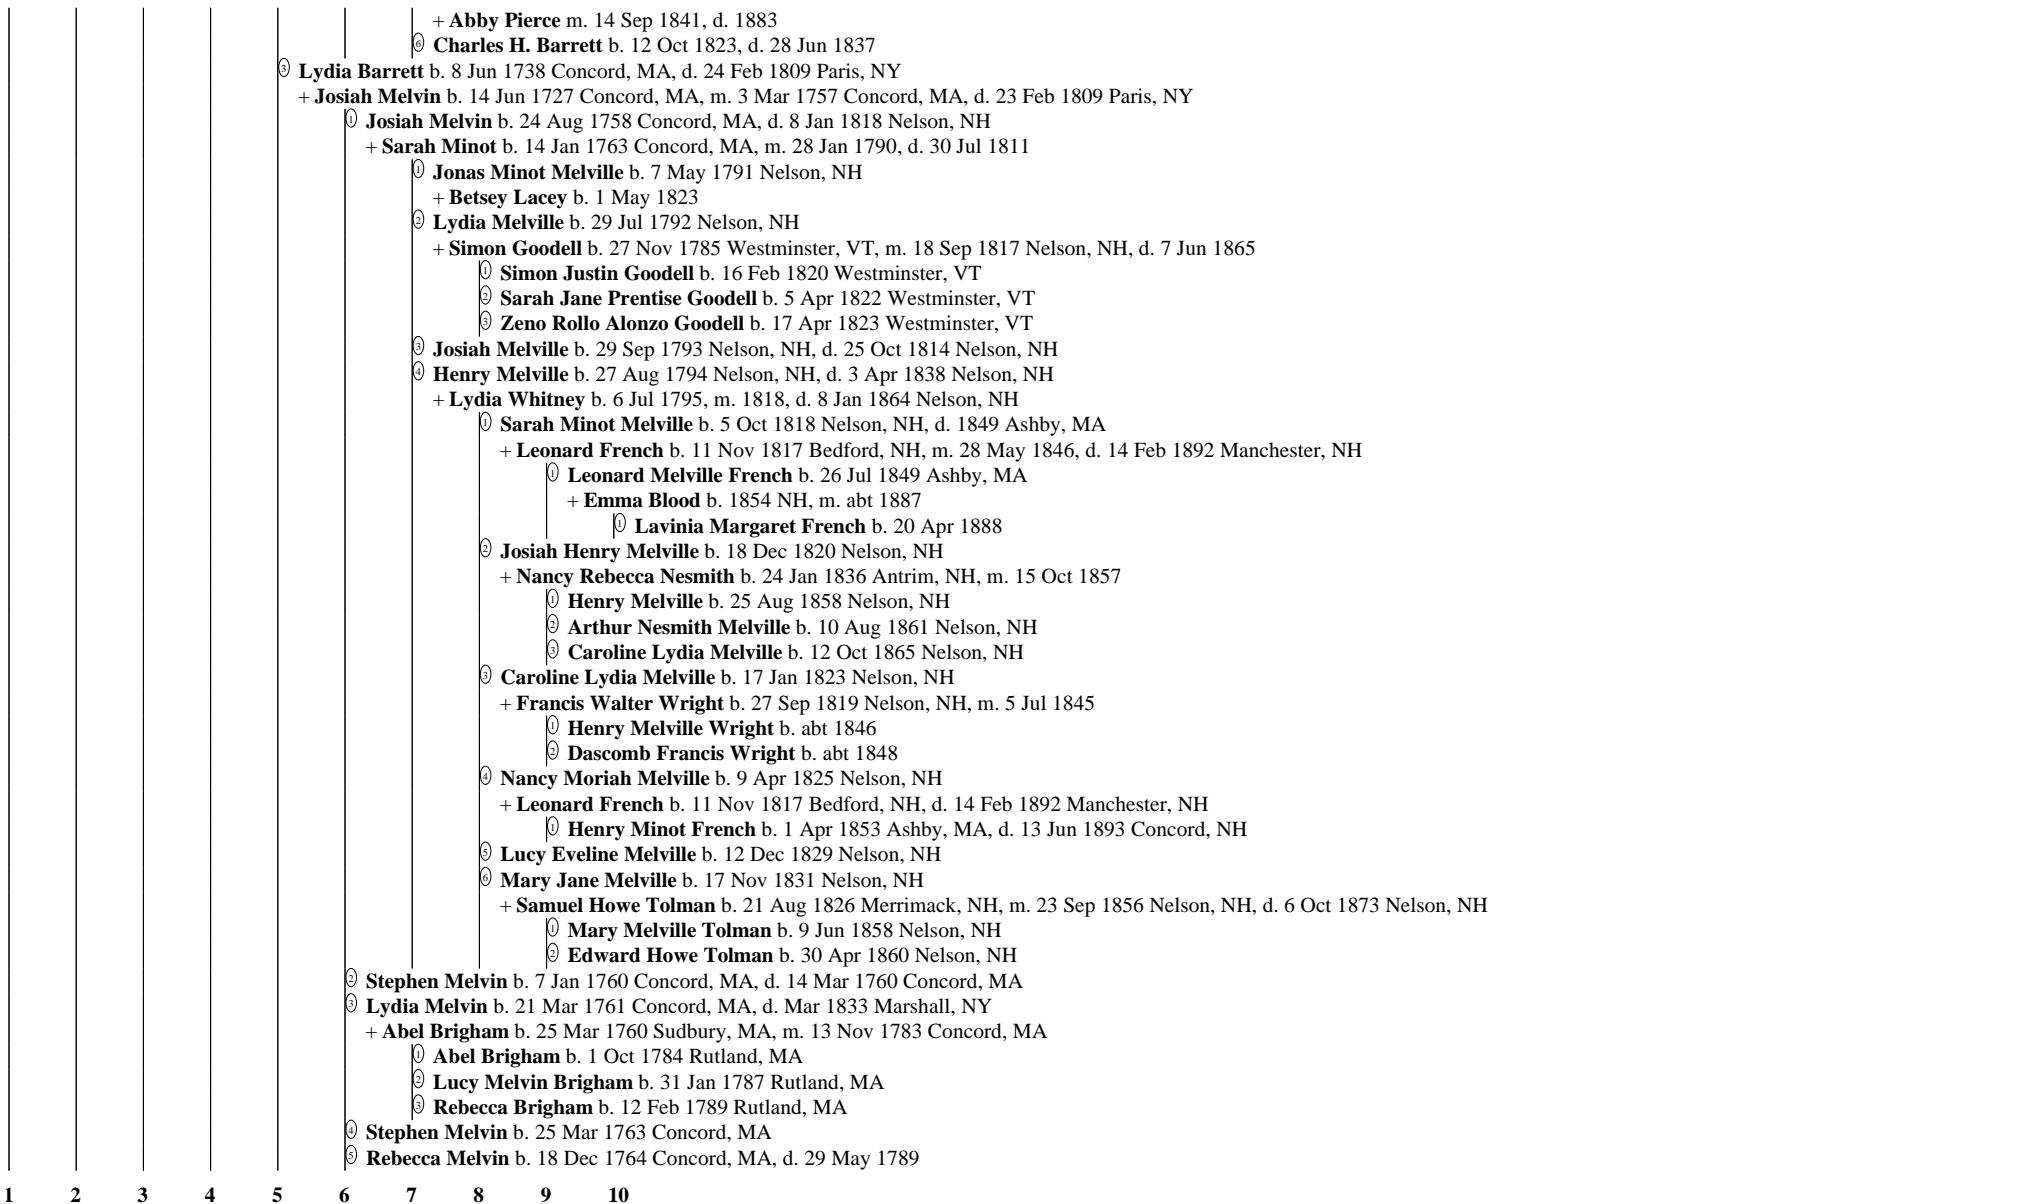 + Abby Pierce m. 14 Sep 1841, d. 1883
6 Charles H. Barrett b. 12 Oct 1823, d. 28 Jun 1837
3 Lydia Barrett b. 8 Jun 1738 Concord, MA, d. 24 Feb 1809 Paris, NY
+ Josiah Melvin b. 14 Jun 1727 Concord, MA, m. 3 Mar 1757 Concord, MA, d. 23 Feb 1809 Paris, NY
1 Josiah Melvin b. 24 Aug 1758 Concord, MA, d. 8 Jan 1818 Nelson, NH
+ Sarah Minot b. 14 Jan 1763 Concord, MA, m. 28 Jan 1790, d. 30 Jul 1811
1 Jonas Minot Melville b. 7 May 1791 Nelson, NH
+ Betsey Lacey b. 1 May 1823
2 Lydia Melville b. 29 Jul 1792 Nelson, NH
+ Simon Goodell b. 27 Nov 1785 Westminster, VT, m. 18 Sep 1817 Nelson, NH, d. 7 Jun 1865
1 Simon Justin Goodell b. 16 Feb 1820 Westminster, VT
2 Sarah Jane Prentise Goodell b. 5 Apr 1822 Westminster, VT
3 Zeno Rollo Alonzo Goodell b. 17 Apr 1823 Westminster, VT
3 Josiah Melville b. 29 Sep 1793 Nelson, NH, d. 25 Oct 1814 Nelson, NH
4 Henry Melville b. 27 Aug 1794 Nelson, NH, d. 3 Apr 1838 Nelson, NH
+ Lydia Whitney b. 6 Jul 1795, m. 1818, d. 8 Jan 1864 Nelson, NH
1 Sarah Minot Melville b. 5 Oct 1818 Nelson, NH, d. 1849 Ashby, MA
+ Leonard French b. 11 Nov 1817 Bedford, NH, m. 28 May 1846, d. 14 Feb 1892 Manchester, NH
1 Leonard Melville French b. 26 Jul 1849 Ashby, MA
+ Emma Blood b. 1854 NH, m. abt 1887
1 Lavinia Margaret French b. 20 Apr 1888
2 Josiah Henry Melville b. 18 Dec 1820 Nelson, NH
+ Nancy Rebecca Nesmith b. 24 Jan 1836 Antrim, NH, m. 15 Oct 1857
1 Henry Melville b. 25 Aug 1858 Nelson, NH
2 Arthur Nesmith Melville b. 10 Aug 1861 Nelson, NH
3 Caroline Lydia Melville b. 12 Oct 1865 Nelson, NH
3 Caroline Lydia Melville b. 17 Jan 1823 Nelson, NH
+ Francis Walter Wright b. 27 Sep 1819 Nelson, NH, m. 5 Jul 1845
1 Henry Melville Wright b. abt 1846
2 Dascomb Francis Wright b. abt 1848
4 Nancy Moriah Melville b. 9 Apr 1825 Nelson, NH
+ Leonard French b. 11 Nov 1817 Bedford, NH, d. 14 Feb 1892 Manchester, NH
1 Henry Minot French b. 1 Apr 1853 Ashby, MA, d. 13 Jun 1893 Concord, NH
5 Lucy Eveline Melville b. 12 Dec 1829 Nelson, NH
6 Mary Jane Melville b. 17 Nov 1831 Nelson, NH
+ Samuel Howe Tolman b. 21 Aug 1826 Merrimack, NH, m. 23 Sep 1856 Nelson, NH, d. 6 Oct 1873 Nelson, NH
1 Mary Melville Tolman b. 9 Jun 1858 Nelson, NH
2 Edward Howe Tolman b. 30 Apr 1860 Nelson, NH
2 Stephen Melvin b. 7 Jan 1760 Concord, MA, d. 14 Mar 1760 Concord, MA
3 Lydia Melvin b. 21 Mar 1761 Concord, MA, d. Mar 1833 Marshall, NY
+ Abel Brigham b. 25 Mar 1760 Sudbury, MA, m. 13 Nov 1783 Concord, MA
1 Abel Brigham b. 1 Oct 1784 Rutland, MA
2 Lucy Melvin Brigham b. 31 Jan 1787 Rutland, MA
3 Rebecca Brigham b. 12 Feb 1789 Rutland, MA
4 Stephen Melvin b. 25 Mar 1763 Concord, MA
5 Rebecca Melvin b. 18 Dec 1764 Concord, MA, d. 29 May 1789
1 2 3 4 5 6 7 8 9 10